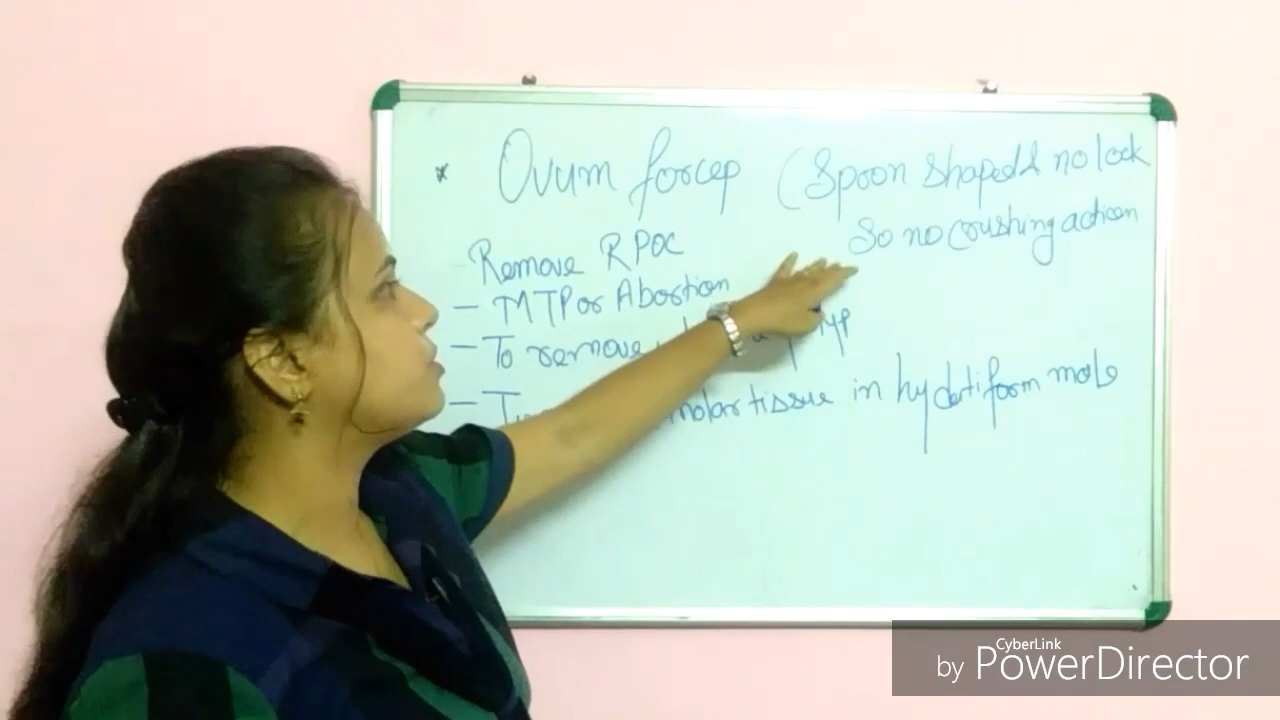 * Ovum forcep (Spoon shaped & no lock
So no crushing action
Remove RPOC
- MTP or Abortion
- To remove
- molar tissue in hydatiform mole
CyberLink
by PowerDirector